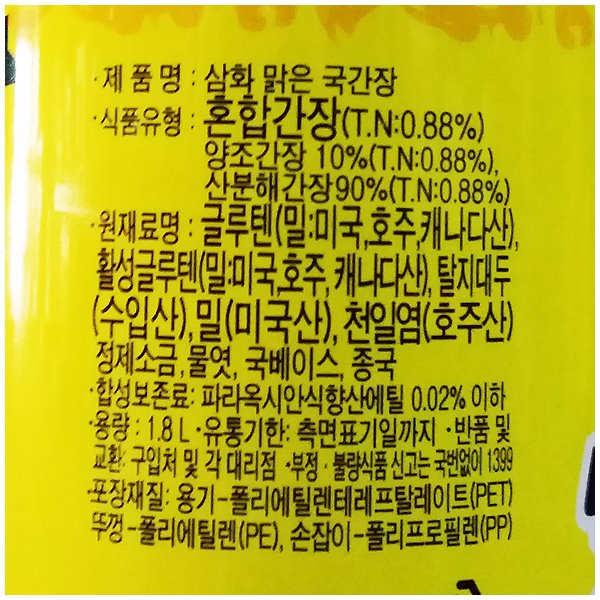 ·제 품 명 : 삼화 맑은 국간장
·식품유형 : 혼합간장(T.N:0.88%)
양조간장 10%(T.N:0.88%),
산분해간장90%(T.N:0.88%)
·원재료명 : 글루텐(밀:미국,호주,캐나다산),
활성글루텐(밀:미국호주, 캐나다산), 탈지대두
(수입산), 밀(미국산), 천일염(호주산)
정제소금,물엿, 국베이스, 종국
·합성보존료: 파라옥시안식향산에틸 0.02% 이하
·용량 : 1.8 L ·유통기한: 측면표기일까지 ·반품 및
교환: 구입처 및 각 대리점 ·부정·불량식품 신고는 국번없이 1399
·포장재질: 용기-폴리에틸렌테레프탈레이트(PET)
뚜껑-폴리에틸렌(PE), 손잡이-폴리프로필렌(PP)